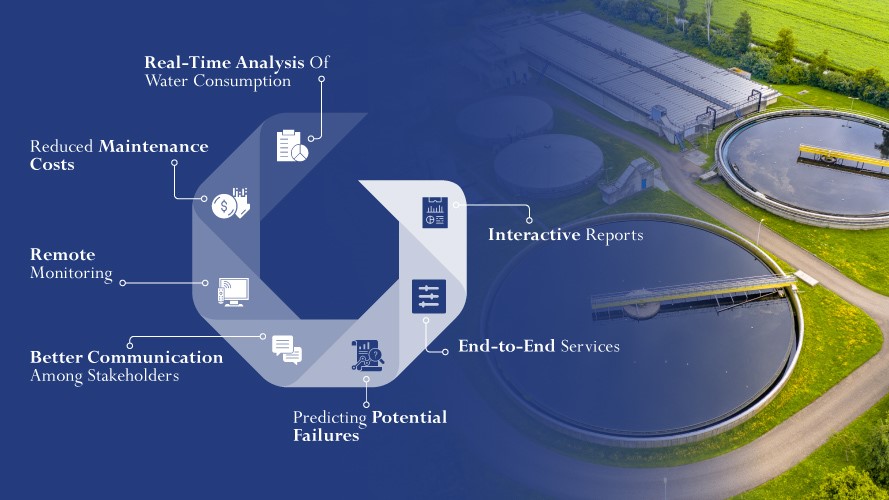 Real-Time Analysis Of
Water Consumption
Reduced Maintenance
Costs
Remote
Monitoring
Better Communication
Among Stakeholders
Predicting Potential
Failures
End-to-End Services
Interactive Reports